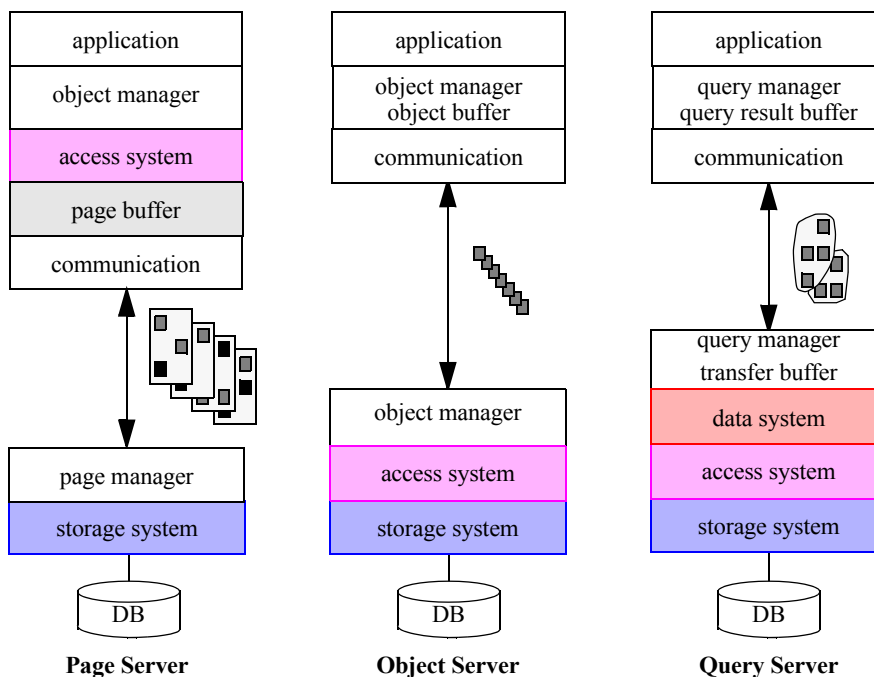 application
object manager
access system
page buffer
communication
page manager
storage system
DB
Page Server
application
object manager
object buffer
communication
object manager
access system
storage system
DB
Object Server
application
query manager
query result buffer
communication
query manager
transfer buffer
data system
access system
storage system
DB
Query Server